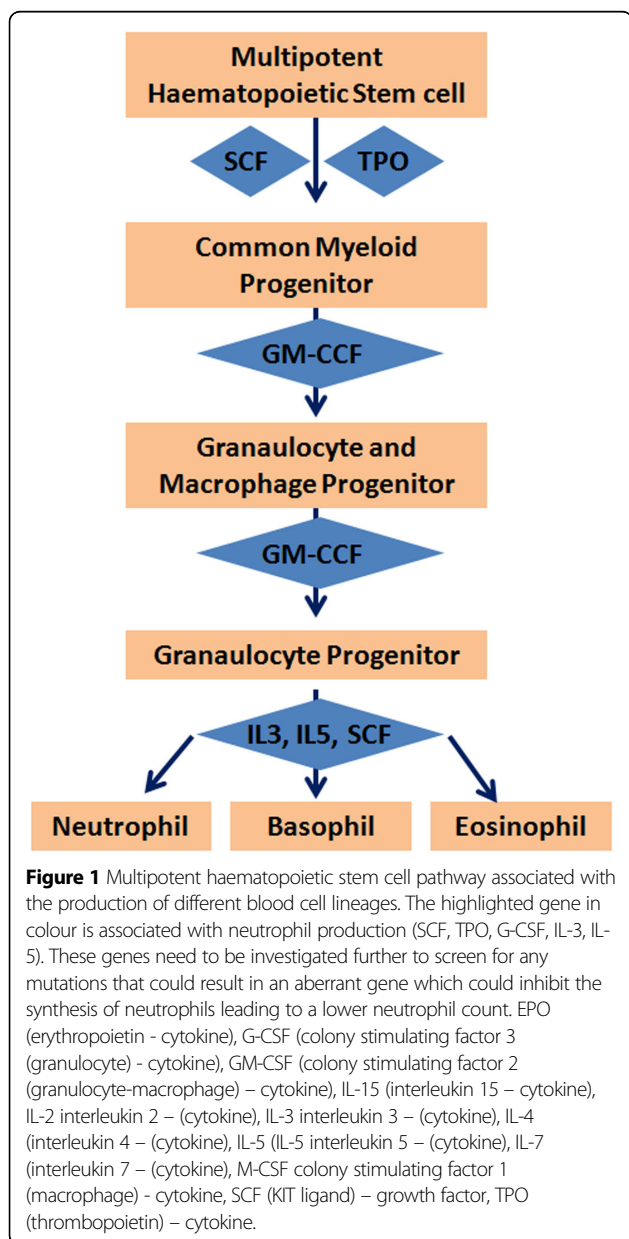 Multipotent
Haematopoietic Stem cell
SCF
TPO
Common Myeloid
Progenitor
GM-CCF
Granaulocyte and
Macrophage Progenitor
GM-CCF
Granaulocyte Progenitor
IL3, IL5, SCF
Neutrophil
Basophil
Eosinophil
Figure 1 Multipotent haematopoietic stem cell pathway associated with
the production of different blood cell lineages. The highlighted gene in
colour is associated with neutrophil production (SCF, TPO, G-CSF, IL-3, IL-
5). These genes need to be investigated further to screen for any
mutations that could result in an aberrant gene which could inhibit the
synthesis of neutrophils leading to a lower neutrophil count. EPO
(erythropoietin - cytokine), G-CSF (colony stimulating factor 3
(granulocyte) - cytokine), GM-CSF (colony stimulating factor 2
(granulocyte-macrophage) – cytokine), IL-15 (interleukin 15 – cytokine),
IL-2 interleukin 2 – (cytokine), IL-3 interleukin 3 – (cytokine), IL-4
(interleukin 4 – (cytokine), IL-5 (IL-5 interleukin 5 – (cytokine), IL-7
(interleukin 7 – (cytokine), M-CSF colony stimulating factor 1
(macrophage) - cytokine, SCF (KIT ligand) – growth factor, TPO
(thrombopoietin) – cytokine.